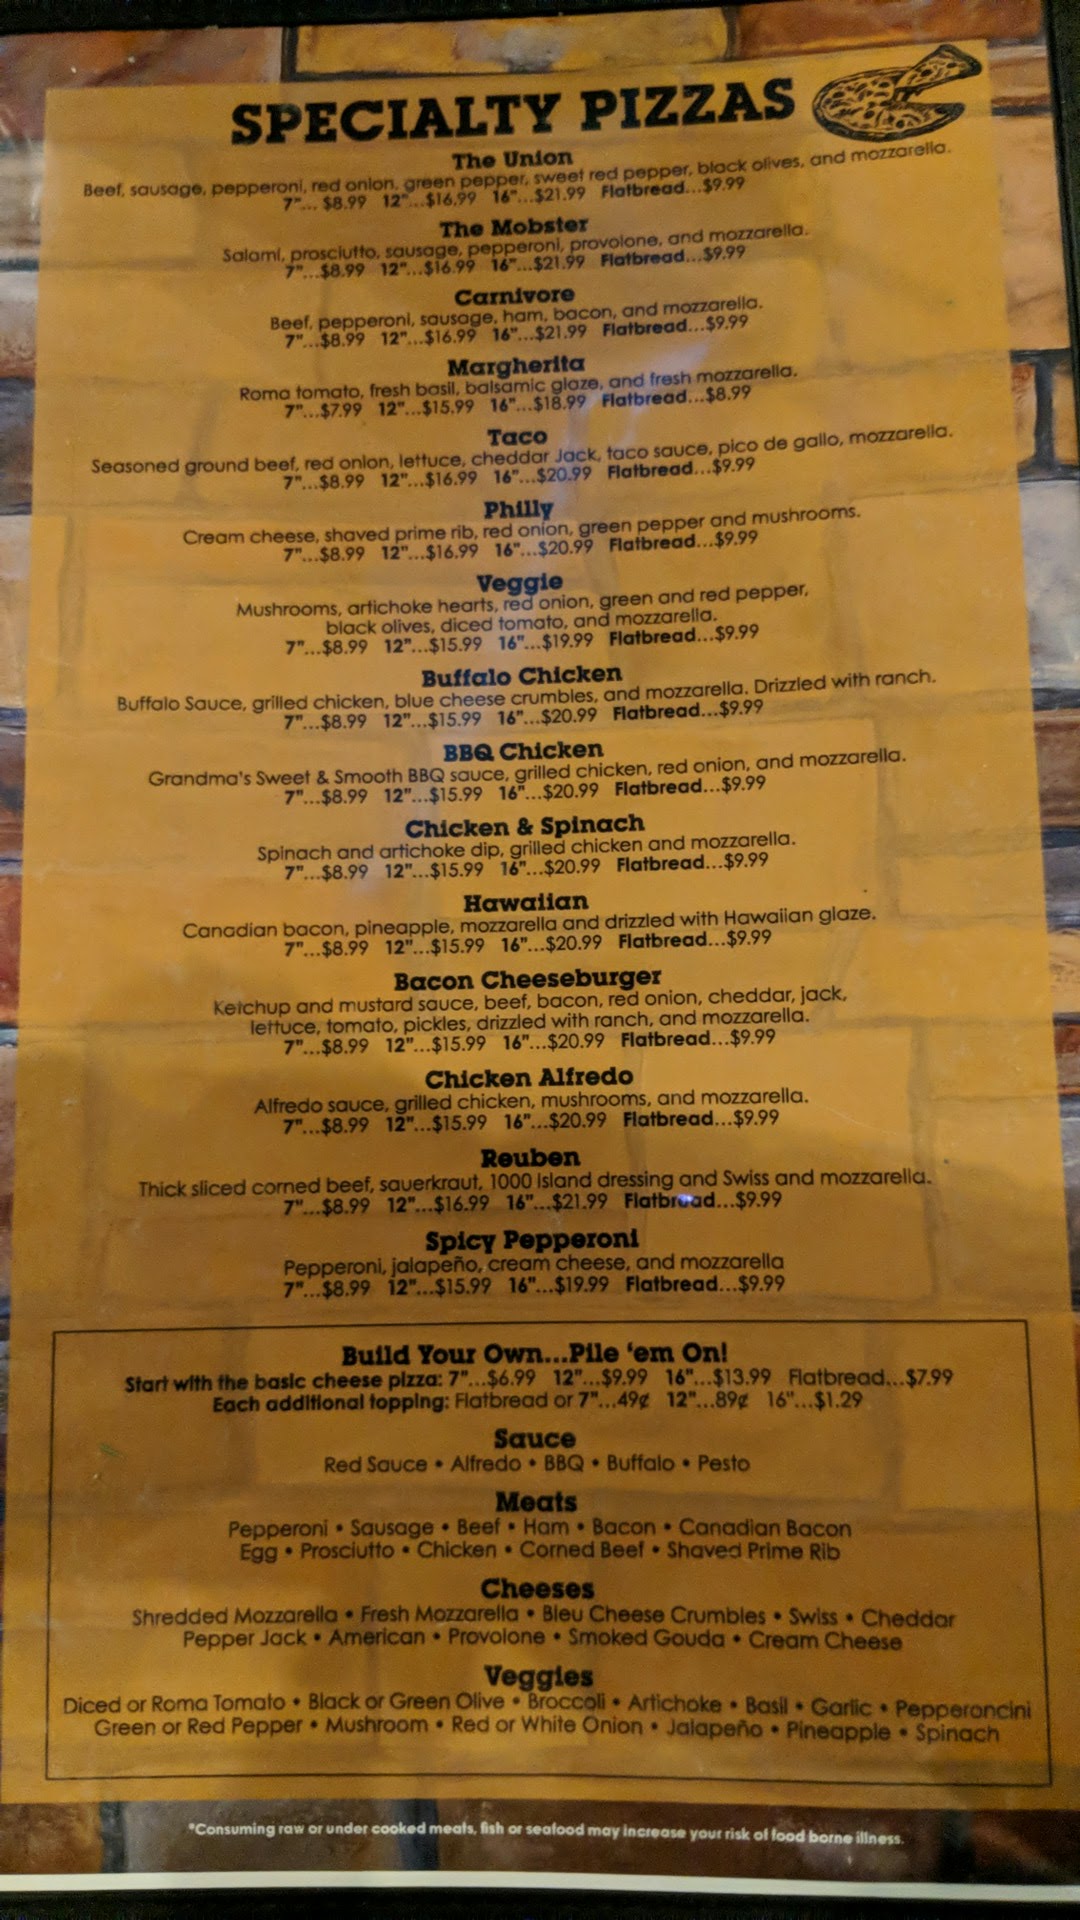 SPECIALTY PIZZAS
The Union
Beef, sausage, pepperoni, red onion, green pepper, sweet red pepper, black olives, and mozzarella.
7"... $8.99 12"...$16.99 16"...$21.99 Flatbread...$9.99
The Mobster
Salami, prosciutto, sausage, pepperoni, provolone, and mozzarella.
7"...$8.99 12"...$16.99 16"...$21.99 Flatbread...$9.99
Carnivore
Beef, pepperoni, sausage, ham, bacon, and mozzarella.
7"...$8.99 12"...$16.99 16"...$21.99 Flatbread...$9.99
Margherita
Roma tomato, fresh basil, balsamic glaze, and fresh mozzarella.
7"...$7.99 12"...$15.99 16"...$18.99 Flatbread...$8.99
Taco
Seasoned ground beef, red onion, lettuce, cheddar Jack, taco sauce, pico de gallo, mozzarella.
7"...$8.99 12"...$16.99 16"...$20.99 Flatbread...$9.99
Philly
Cream cheese, shaved prime rib, red onion, green pepper and mushrooms.
7"...$8.99 12"...$16.99 16"...$20.99 Flatbread...$9.99
Veggie
Mushrooms, artichoke hearts, red onion, green and red pepper,
black olives, diced tomato, and mozzarella.
7"...$8.99 12"...$15.99 16"...$19.99 Flatbread...$9.99
Buffalo Chicken
Buffalo Sauce, grilled chicken, blue cheese crumbles, and mozzarella. Drizzled with ranch.
7"...$8.99 12"...$15.99 16"...$20.99 Flatbread...$9.99
BBQ Chicken
Grandma's Sweet & Smooth BBQ sauce, grilled chicken, red onion, and mozzarella.
7"...$8.99 12"...$15.99 16"...$20.99 Flatbread...$9.99
Chicken & Spinach
Spinach and artichoke dip, grilled chicken and mozzarella.
7"...$8.99 12"...$15.99 16"...$20.99 Flatbread...$9.99
Hawaiian
Canadian bacon, pineapple, mozzarella and drizzled with Hawaiian glaze.
7"...$8.99 12"...$15.99 16"...$20.99 Flatbread...$9.99
Bacon Cheeseburger
Ketchup and mustard sauce, beef, bacon, red onion, cheddar, jack,
lettuce, tomato, pickles, drizzled with ranch, and mozzarella.
7"...$8.99 12"...$15.99 16"...$20.99 Flatbread...$9.99
Chicken Alfredo
Alfredo sauce, grilled chicken, mushrooms, and mozzarella.
7"...$8.99 12"...$15.99 16"...$20.99 Flatbread...$9.99
Reuben
Thick sliced corned beef, sauerkraut, 1000 Island dressing and Swiss and mozzarella.
7"...$8.99 12"...$16.99 16"...$21.99 Flatbread...$9.99
Spicy Pepperoni
Pepperoni, jalapeño, cream cheese, and mozzarella
7"...$8.99 12"...$15.99 16"...$19.99 Flatbread...$9.99
Build Your Own...Pile 'em On!
Start with the basic cheese pizza: 7"...$6.99 12"...$9.99 16"...$13.99 Flatbread...$7.99
Each additional topping: Flatbread or 7"...49¢ 12"...89¢ 16"...$1.29
Sauce
Red Sauce • Alfredo • BBQ • Buffalo • Pesto
Meats
Pepperoni • Sausage • Beef • Ham • Bacon • Canadian Bacon
Egg • Prosciutto • Chicken • Corned Beef • Shaved Prime Rib
Cheeses
Shredded Mozzarella • Fresh Mozzarella • Bleu Cheese Crumbles • Swiss • Cheddar
Pepper Jack • American • Provolone • Smoked Gouda • Cream Cheese
Veggies
Diced or Roma Tomato • Black or Green Olive • Broccoli • Artichoke • Basil • Garlic • Pepperoncini
Green or Red Pepper • Mushroom • Red or White Onion • Jalapeño • Pineapple • Spinach
*Consuming raw or under cooked meats, fish or seafood may increase your risk of food borne illness.